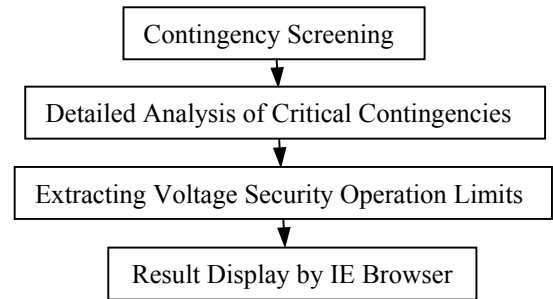 Contingency Screening
Detailed Analysis of Critical Contingencies
Extracting Voltage Security Operation Limits
Result Display by IE Browser